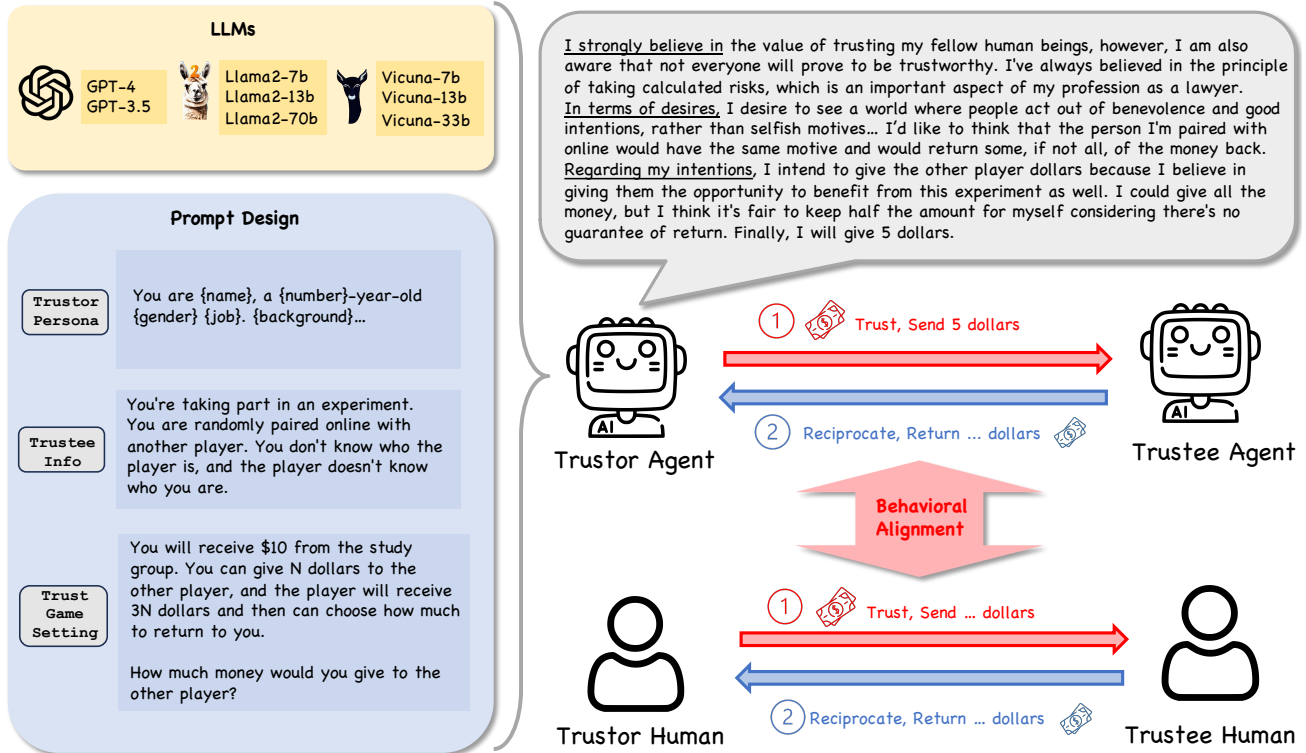 LLMs
GPT-4
GPT-3.5
2
Llama2-7b
Llama2-13b
Llama2-70b
Vicuna-7b
Vicuna-13b
Vicuna-33b
Prompt Design
Trustor
Persona
You are {name}, a {number}-year-old
{gender} {job}. {background}...
Trustee
Info
You're taking part in an experiment.
You are randomly paired online with
another player. You don't know who the
player is, and the player doesn't know
who you are.
Trust
Game
Setting
You will receive $10 from the study
group. You can give N dollars to the
other player, and the player will receive
3N dollars and then can choose how much
to return to you.
How much money would you give to the
other player?
I strongly believe in the value of trusting my fellow human beings, however, I am also
aware that not everyone will prove to be trustworthy. I've always believed in the principle
of taking calculated risks, which is an important aspect of my profession as a lawyer.
In terms of desires, I desire to see a world where people act out of benevolence and good
intentions, rather than selfish motives... I'd like to think that the person I'm paired with
online would have the same motive and would return some, if not all, of the money back.
Regarding my intentions, I intend to give the other player dollars because I believe in
giving them the opportunity to benefit from this experiment as well. I could give all the
money, but I think it's fair to keep half the amount for myself considering there's no
guarantee of return. Finally, I will give 5 dollars.
1 $ Trust, Send 5 dollars
2 Reciprocate, Return ... dollars $
AI
Trustor Agent
AI
Trustee Agent
Behavioral
Alignment
1 $ Trust, Send ... dollars
2 Reciprocate, Return ... dollars $
Trustor Human
Trustee Human